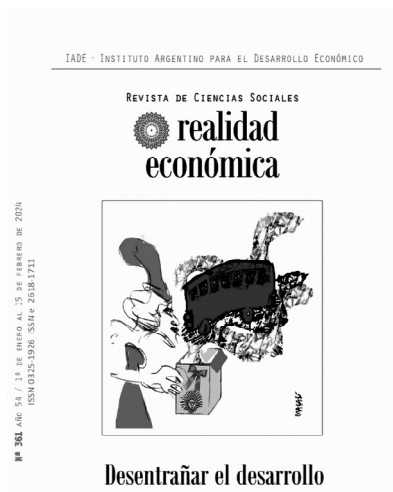 IADE · INSTITUTO ARGENTINO PARA EL DESARROLLO ECONÓMICO
REVISTA DE CIENCIAS SOCIALES
realidad
económica
Nº 361 AÑO 54 / 1º DE ENERO AL 15 DE FEBRERO DE 2024
ISSN 0325-1926 ISSN e 2618-1711
Desentrañar el desarrollo